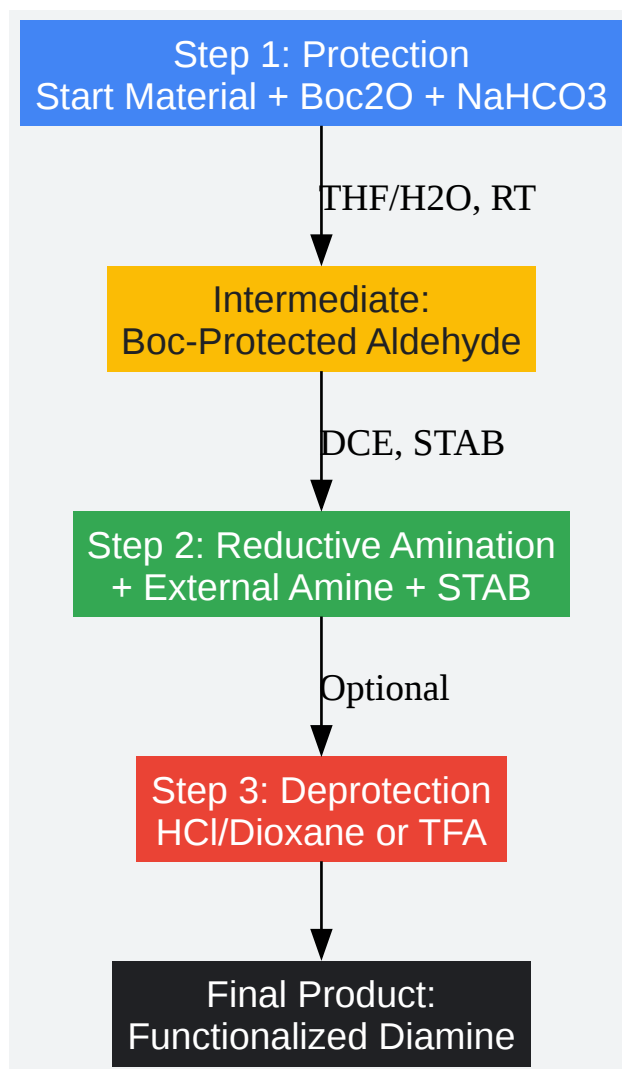 Step 1: Protection
Start Material + Boc2O + NaHCO3
THF/H2O, RT
Intermediate:
Boc-Protected Aldehyde
DCE, STAB
Step 2: Reductive Amination
+ External Amine + STAB
Optional
Step 3: Deprotection
HCl/Dioxane or TFA
Final Product:
Functionalized Diamine